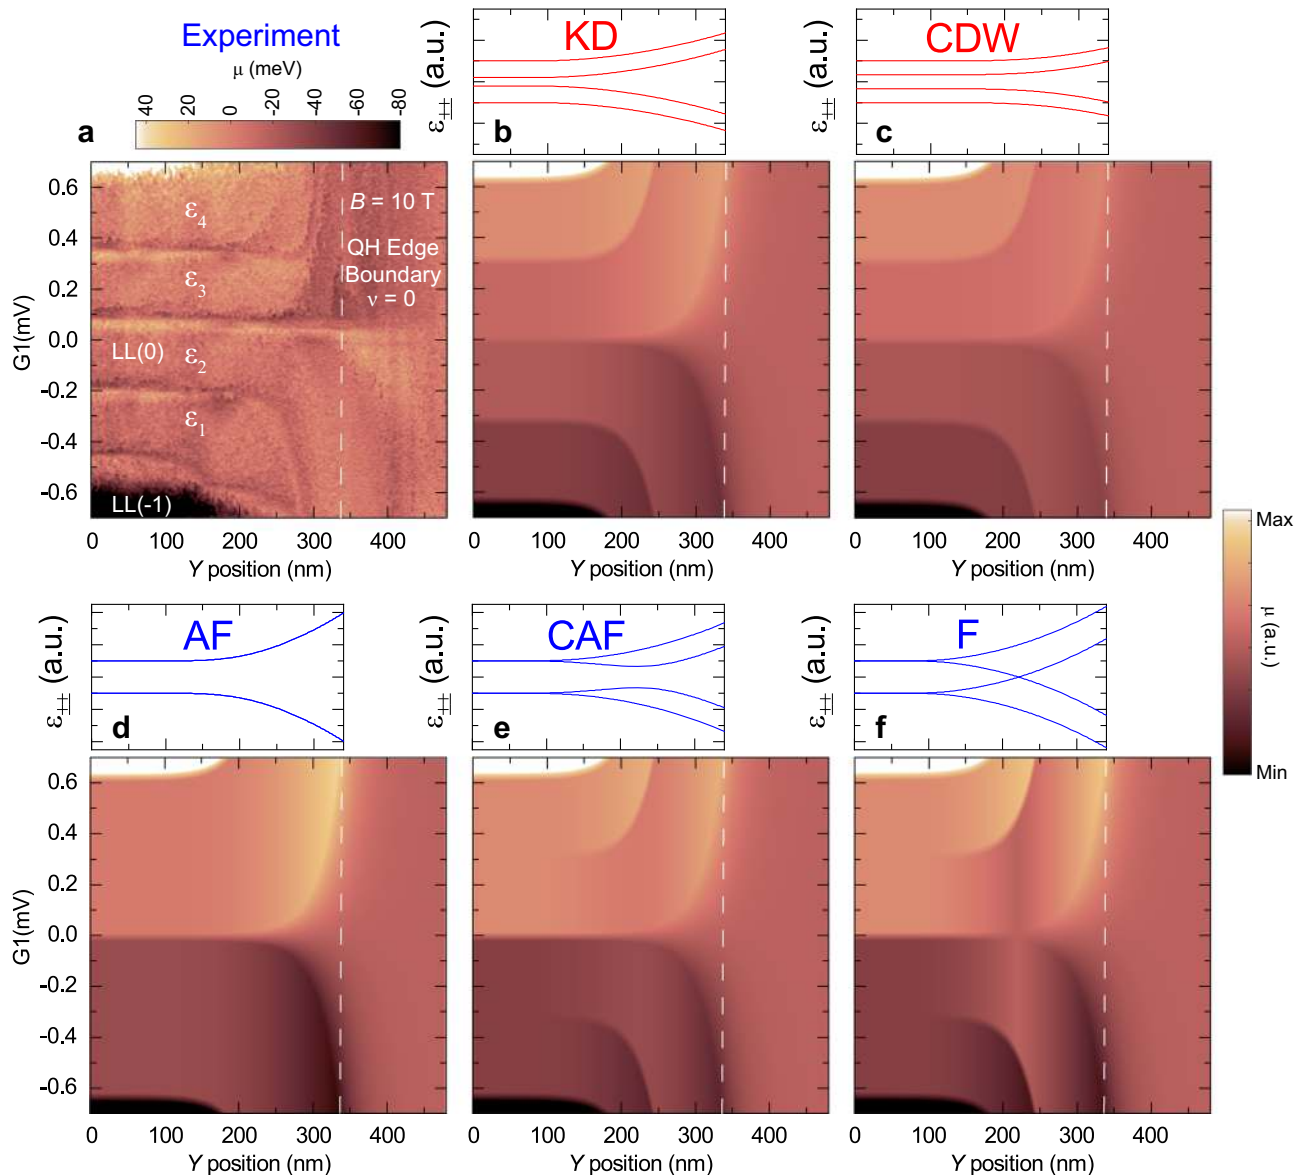 Experiment
μ (meV)
40 20 0 -20 -40 -60 -80
a
ε±± (a.u.)
KD
b
ε±± (a.u.)
CDW
c
G1(mV)
0.6
0.4
0.2
0.0
-0.2
-0.4
-0.6
ε4
ε3
LL(0)
ε2
ε1
LL(-1)
B = 10 T
QH Edge
Boundary
ν = 0
0 100 200 300 400
Y position (nm)
0 100 200 300 400
Y position (nm)
0 100 200 300 400
Y position (nm)
Max
μ (a.u.)
Min
ε±± (a.u.)
AF
d
ε±± (a.u.)
CAF
e
ε±± (a.u.)
F
f
G1(mV)
0.6
0.4
0.2
0.0
-0.2
-0.4
-0.6
0 100 200 300 400
Y position (nm)
0 100 200 300 400
Y position (nm)
0 100 200 300 400
Y position (nm)